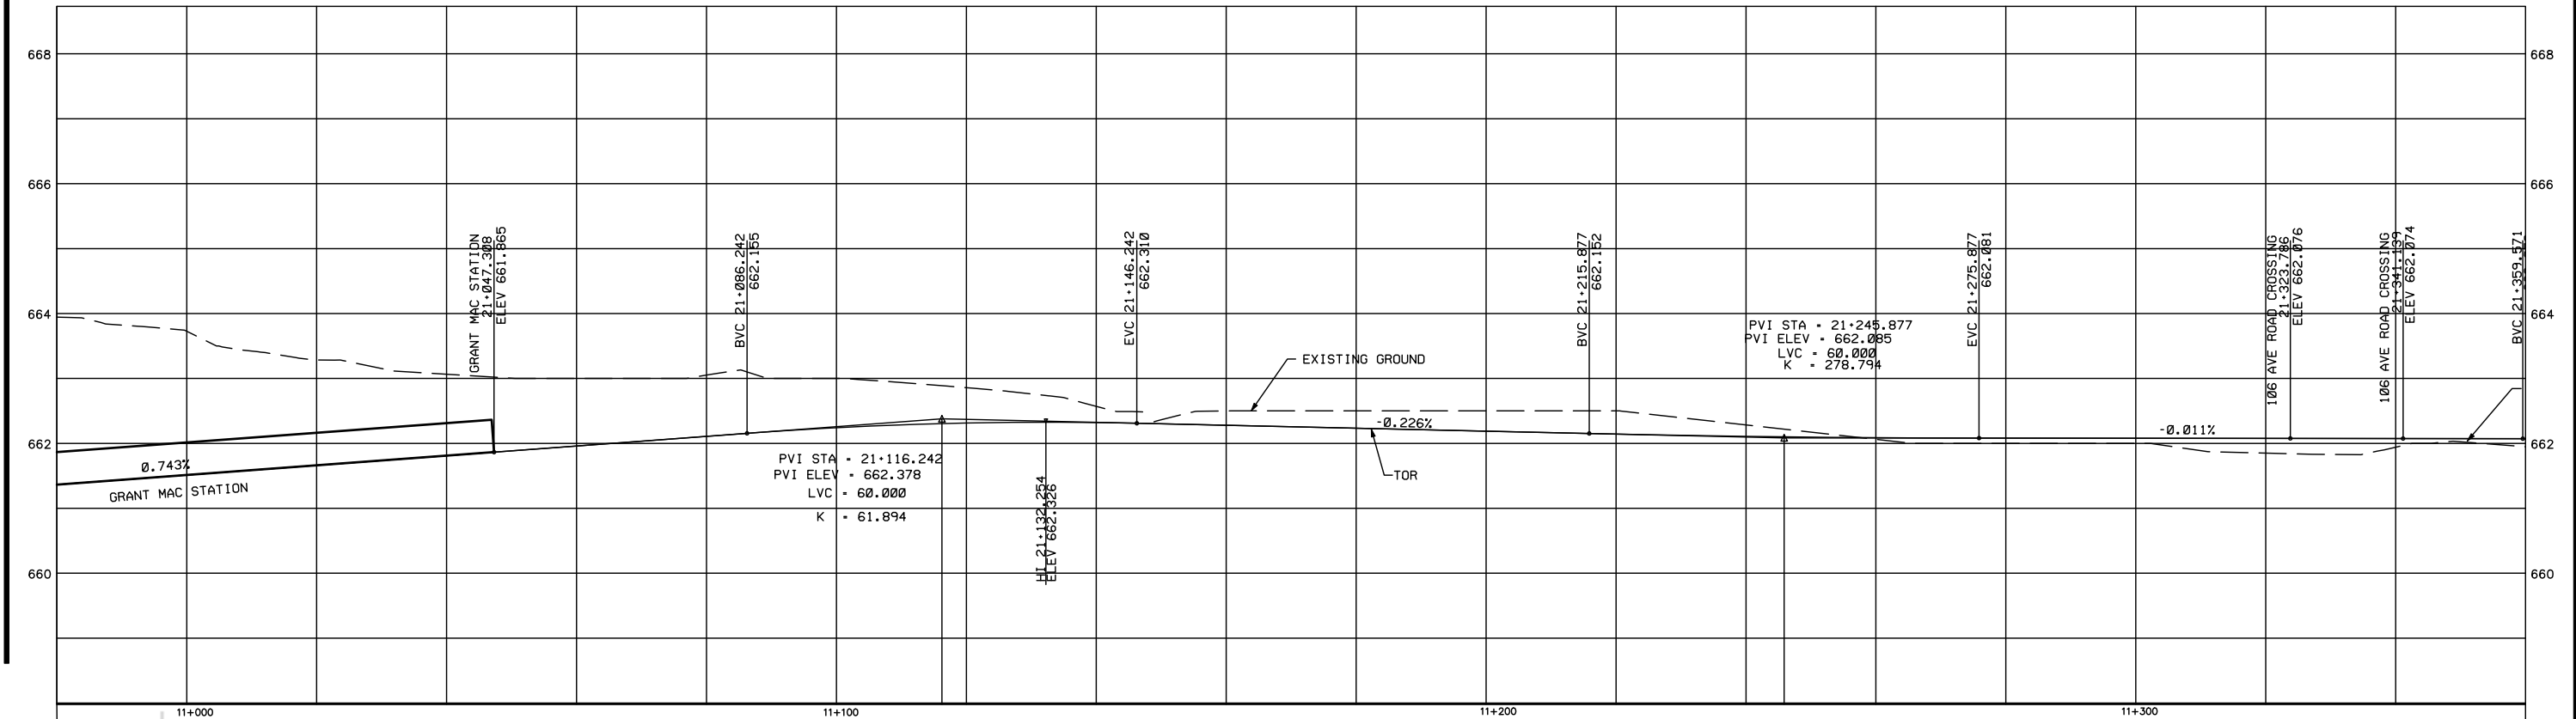 668
668
666
666
664
664
662
662
660
660
GRANT MAC STATION
21+047.308
ELEV 661.865
BVC 21+086.242
662.155
EVC 21+146.242
662.310
BVC 21+215.877
662.152
EVC 21+275.877
662.081
106 AVE ROAD CROSSING
21+323.786
ELEV 662.076
106 AVE ROAD CROSSING
21+341.139
ELEV 662.074
BVC 21+359.571
PVI STA = 21+245.877
PVI ELEV = 662.085
LVC = 60.000
K = 278.794
EXISTING GROUND
-0.226%
-0.011%
TOR
0.743%
GRANT MAC STATION
PVI STA = 21+116.242
PVI ELEV = 662.378
LVC = 60.000
K = 61.894
HI 21+132.254
ELEV 662.326
11+000
11+100
11+200
11+300